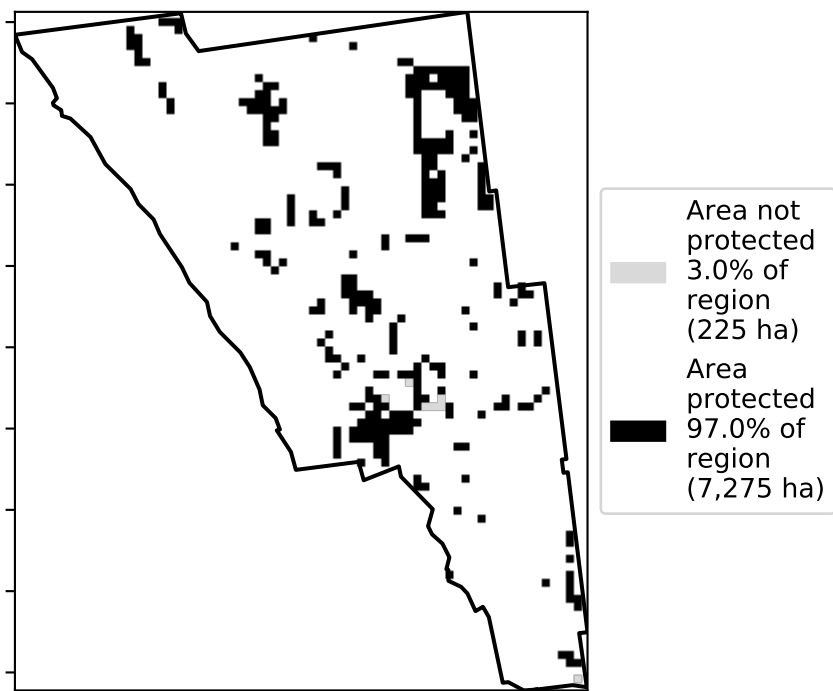 Area not
protected
3.0% of
region
(225 ha)
Area
protected
97.0% of
region
(7,275 ha)